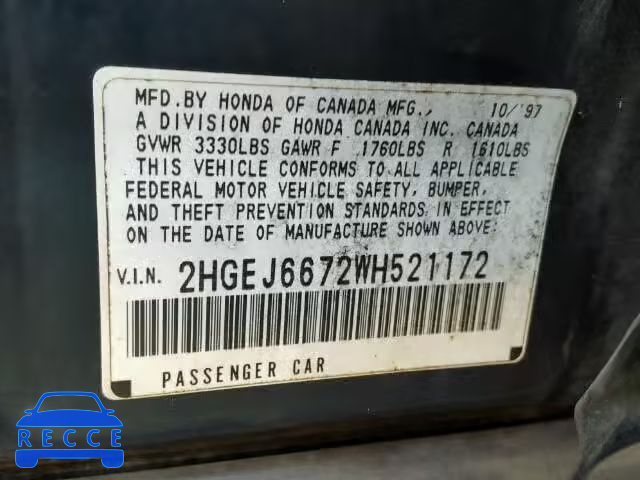 MFD.BY HONDA OF CANADA MFG., 10/'97
A DIVISION OF HONDA CANADA INC. CANADA
GVWR 3330LBS GAWR F 1760LBS R 1610LBS
THIS VEHICLE CONFORMS TO ALL APPLICABLE
FEDERAL MOTOR VEHICLE SAFETY, BUMPER,
AND THEFT PREVENTION STANDARDS IN EFFECT
ON THE DATE OF MANUFACTURE SHOWN ABOVE.
V.I.N. 2HGEJ6672WH521172
PASSENGER CAR
RECCE